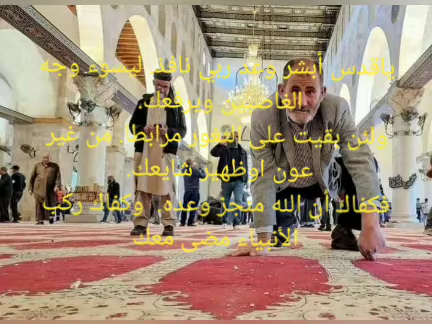 ياقدس أبشر وعد ربي نافذ ليسوء وجه
الغاصبين ويرفعك
ولئن بقيت على الثغور مرابطا من غير
عون اوظهير شايعك
فكفاك أن الله منجز وعده وكفاك ركب
الأنبياء مضى معك